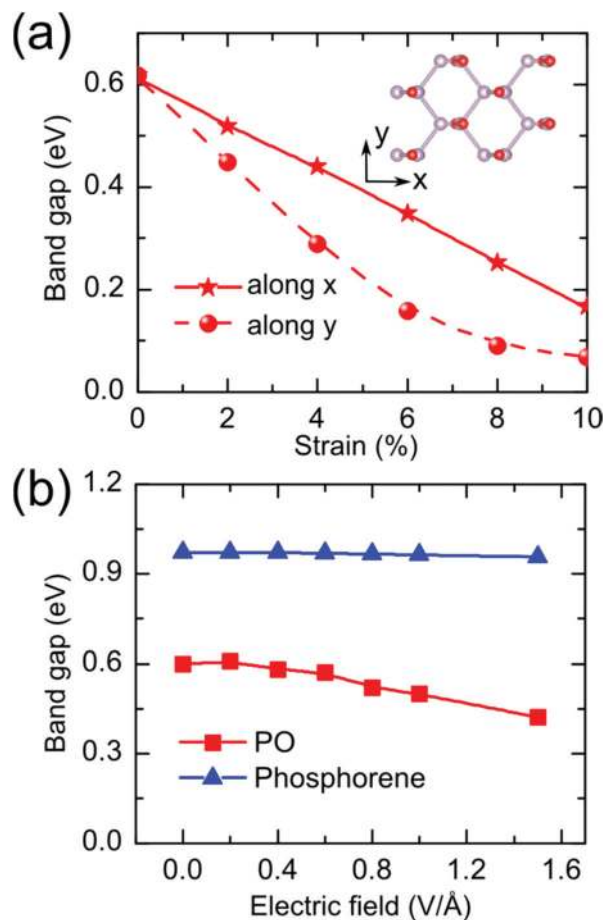 (a)
Band gap (eV)
0.6
0.4
0.2
0.0
y
x
along x
along y
0 2 4 6 8 10
Strain (%)
(b)
Band gap (eV)
1.2
0.9
0.6
0.3
0.0
PO
Phosphorene
0.0 0.4 0.8 1.2 1.6
Electric field (V/Å)